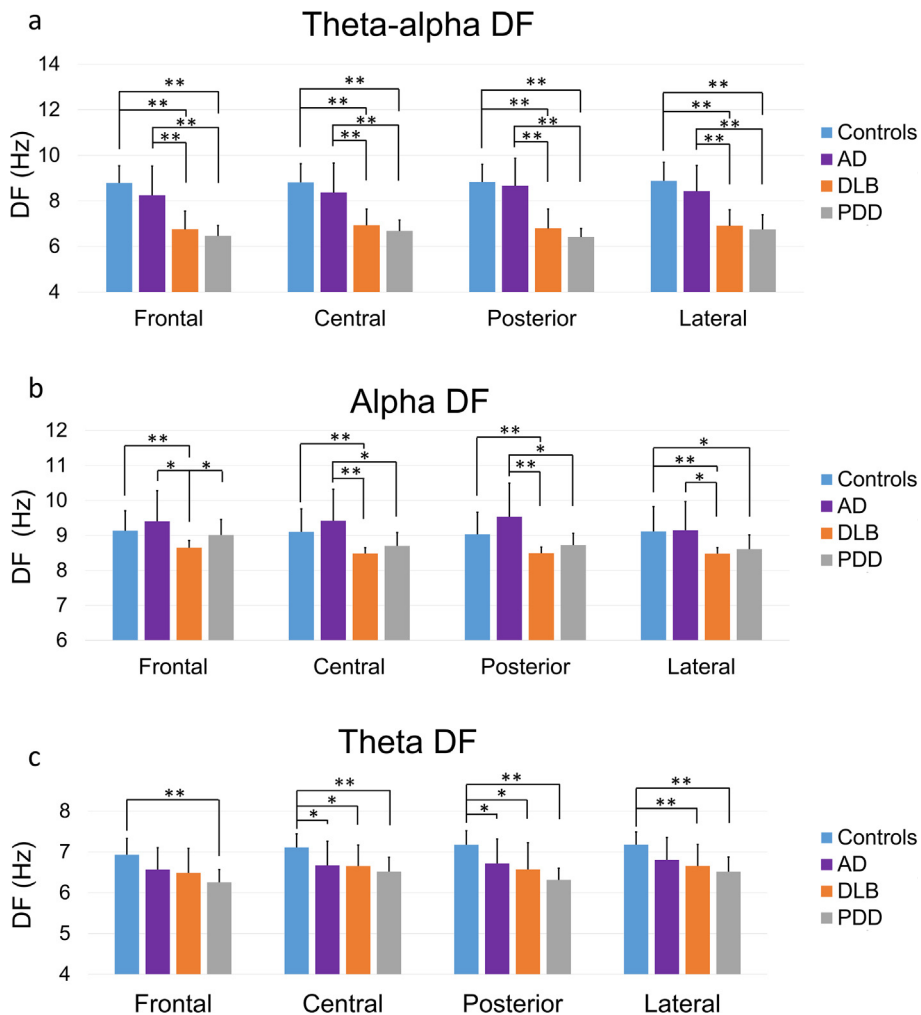 a
Theta-alpha DF
14
12
10
8
6
4
DF (Hz)
** ** ** **
** ** ** **
** ** ** **
** ** ** **
Frontal Central Posterior Lateral
Controls
AD
DLB
PDD
b
Alpha DF
12
11
10
9
8
7
6
DF (Hz)
** * *
** * **
** * **
* ** *
Frontal Central Posterior Lateral
Controls
AD
DLB
PDD
c
Theta DF
8
7
6
5
4
DF (Hz)
**
** * *
** * *
** **
Frontal Central Posterior Lateral
Controls
AD
DLB
PDD